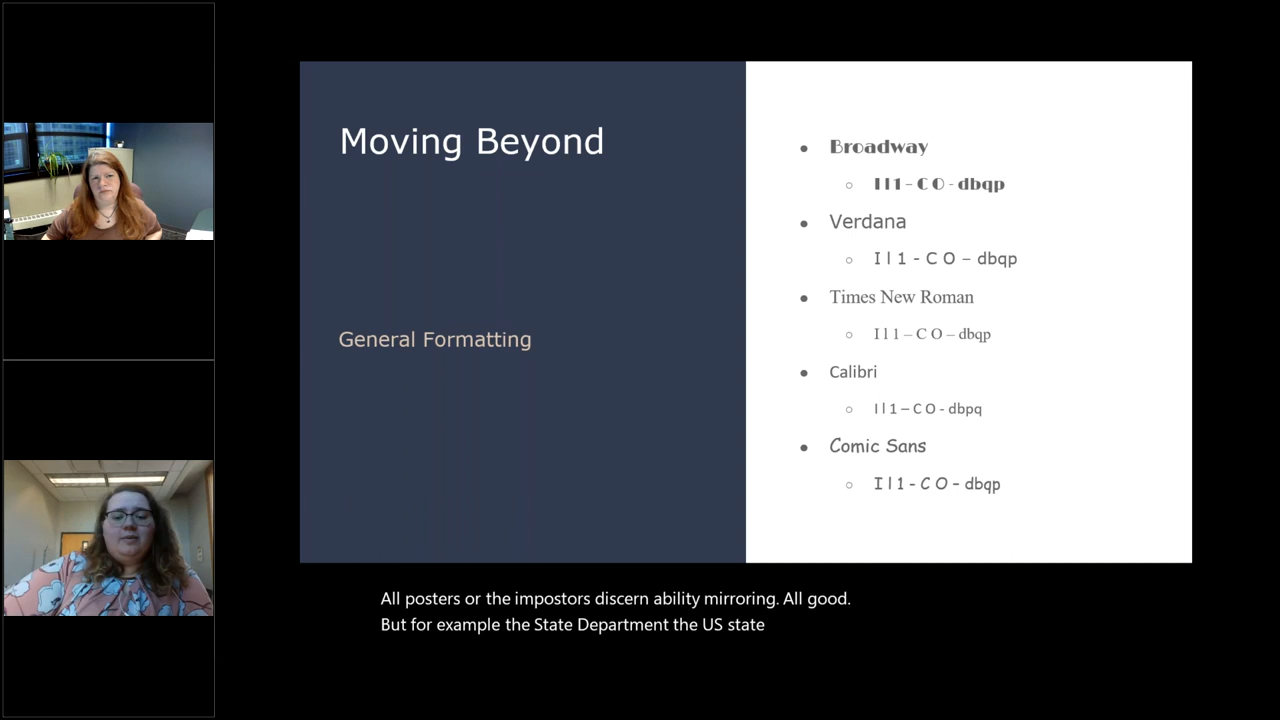 Moving Beyond
General Formatting
Broadway
I l 1 – C O - dbqp
Verdana
I l 1 - C O – dbqp
Times New Roman
I l 1 – C O – dbqp
Calibri
I l 1 – C O - dbpq
Comic Sans
I l 1 - C O – dbqp
All posters or the impostors discern ability mirroring. All good.
But for example the State Department the US state